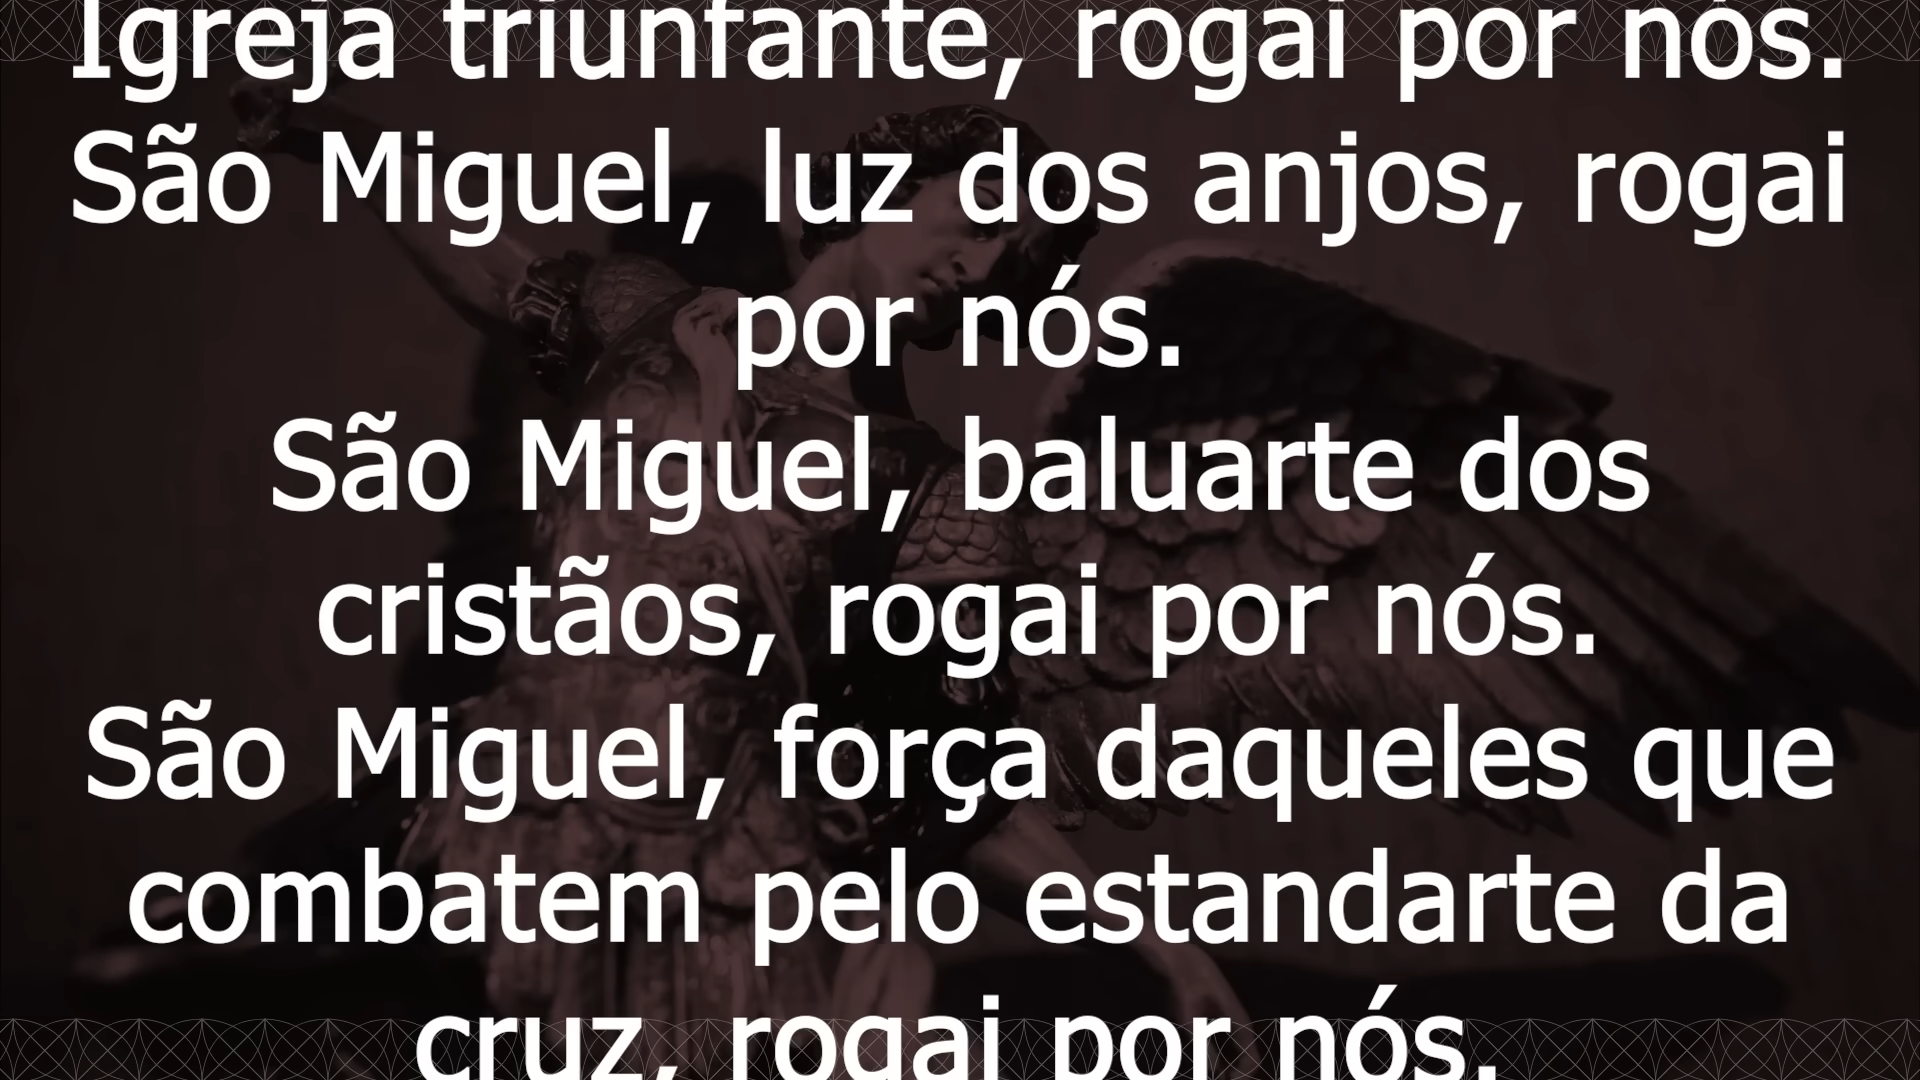 Igreja triunfante, rogai por nós.
São Miguel, luz dos anjos, rogai
por nós.
São Miguel, baluarte dos
cristãos, rogai por nós.
São Miguel, força daqueles que
combatem pelo estandarte da
cruz, rogai por nós.